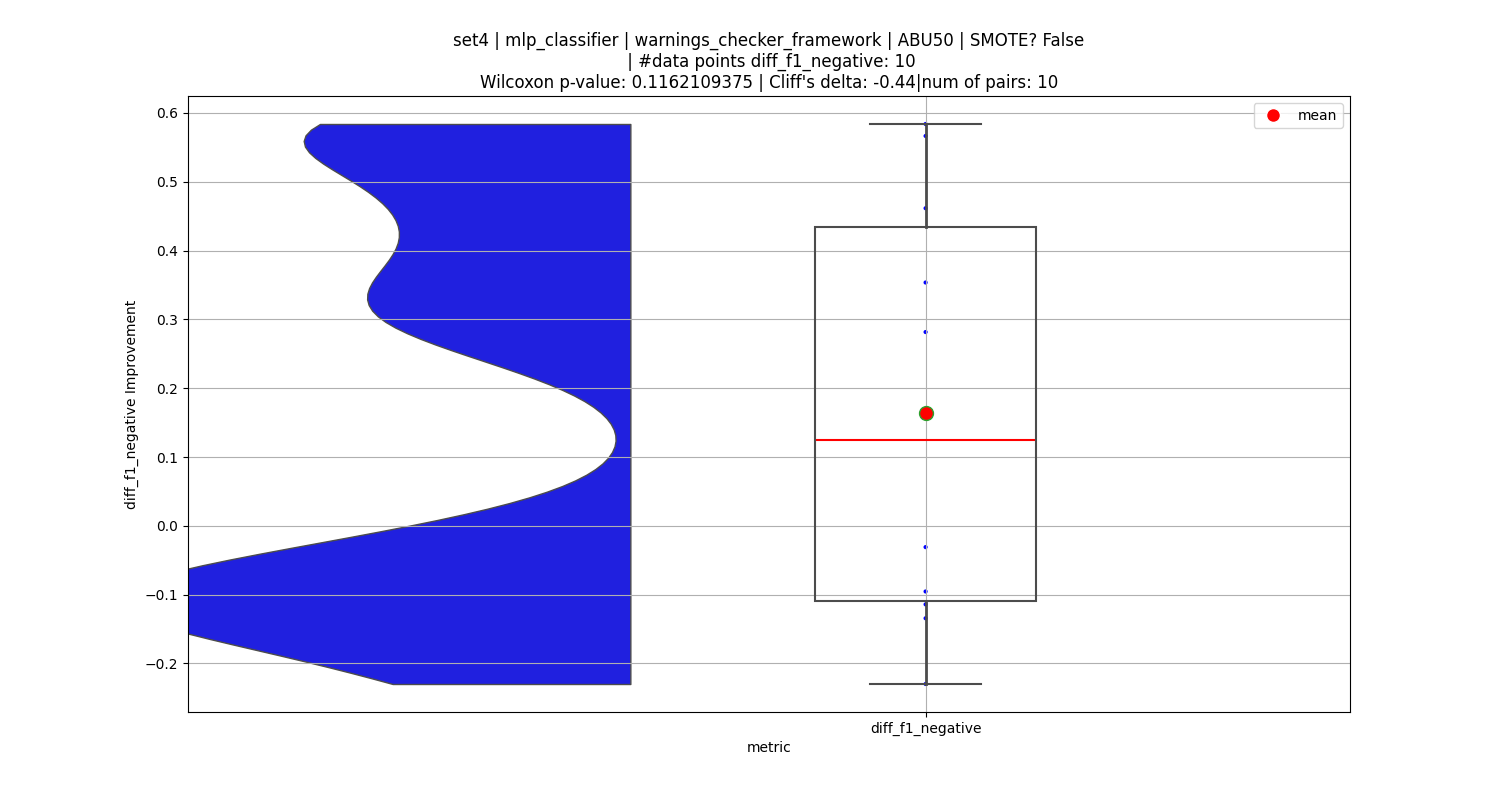 set4 | mlp_classifier | warnings_checker_framework | ABU50 | SMOTE? False
| #data points diff_f1_negative: 10
Wilcoxon p-value: 0.1162109375 | Cliff's delta: -0.44|num of pairs: 10
mean
0.6
0.5
0.4
0.3
0.2
0.1
0.0
−0.1
−0.2
diff_f1_negative Improvement
diff_f1_negative
metric